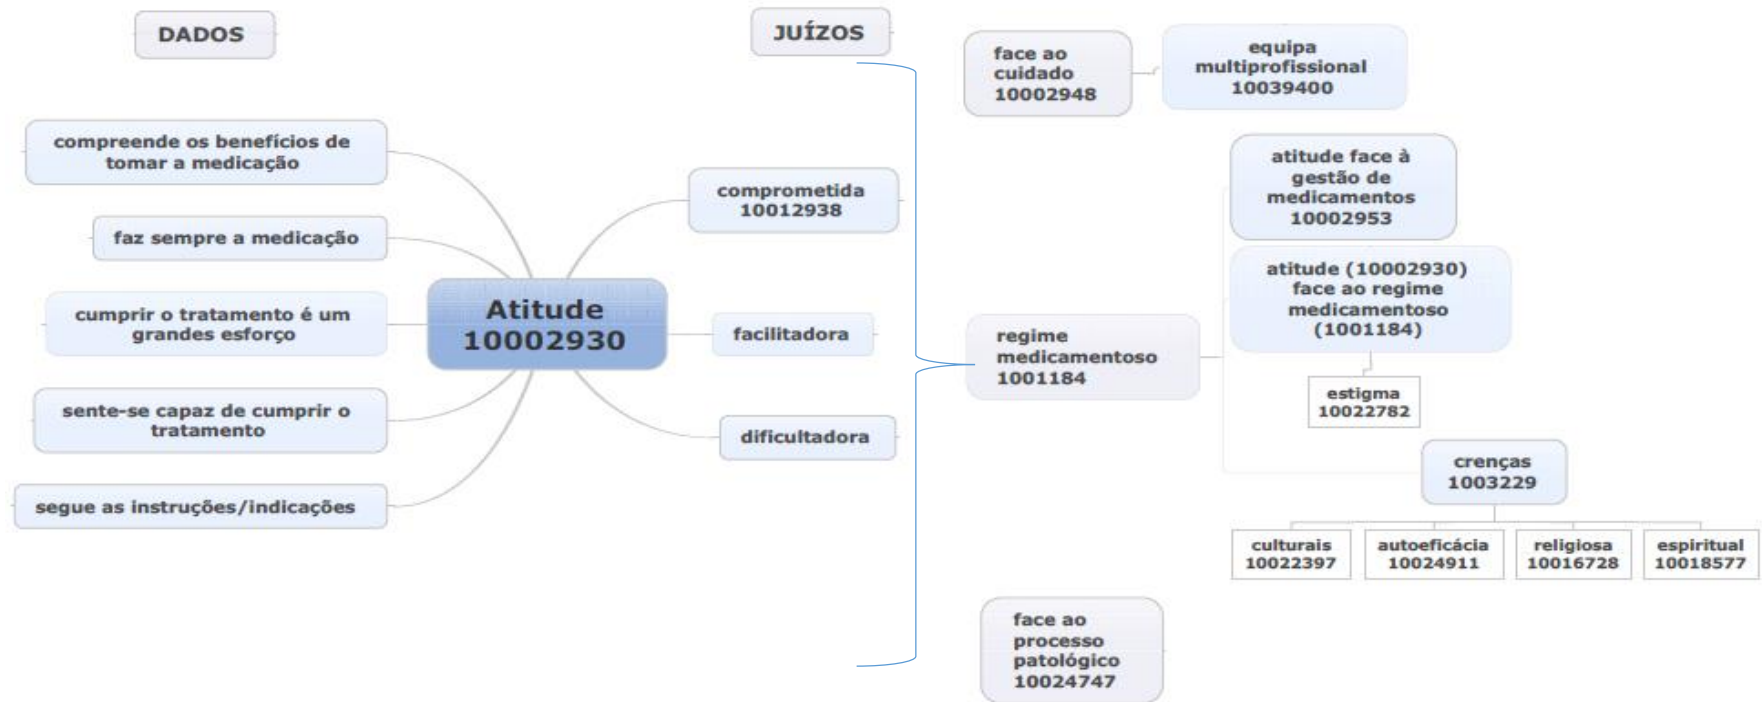 DADOS
compreende os benefícios de
tomar a medicação
faz sempre a medicação
cumprir o tratamento é um
grandes esforço
sente-se capaz de cumprir o
tratamento
segue as instruções/indicações
Atitude
10002930
JUÍZOS
comprometida
10012938
facilitadora
dificultadora
face ao
cuidado
10002948
equipa
multiprofissional
10039400
regime
medicamentoso
1001184
atitude face à
gestão de
medicamentos
10002953
atitude (10002930)
face ao regime
medicamentoso
(1001184)
estigma
10022782
crenças
1003229
culturais
10022397
autoeficácia
10024911
religiosa
10016728
espiritual
10018577
face ao
processo
patológico
10024747